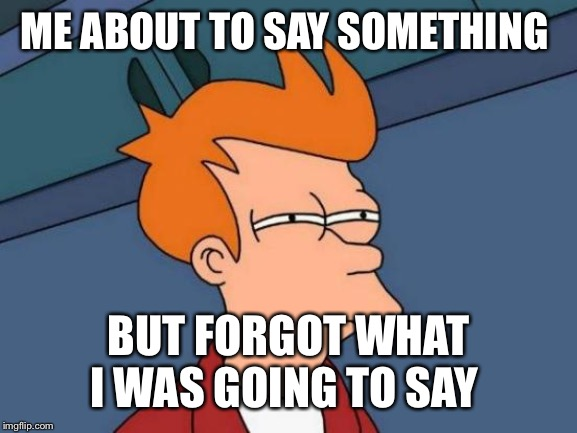 ME ABOUT TO SAY SOMETHING
BUT FORGOT WHAT
I WAS GOING TO SAY
imgflip.com